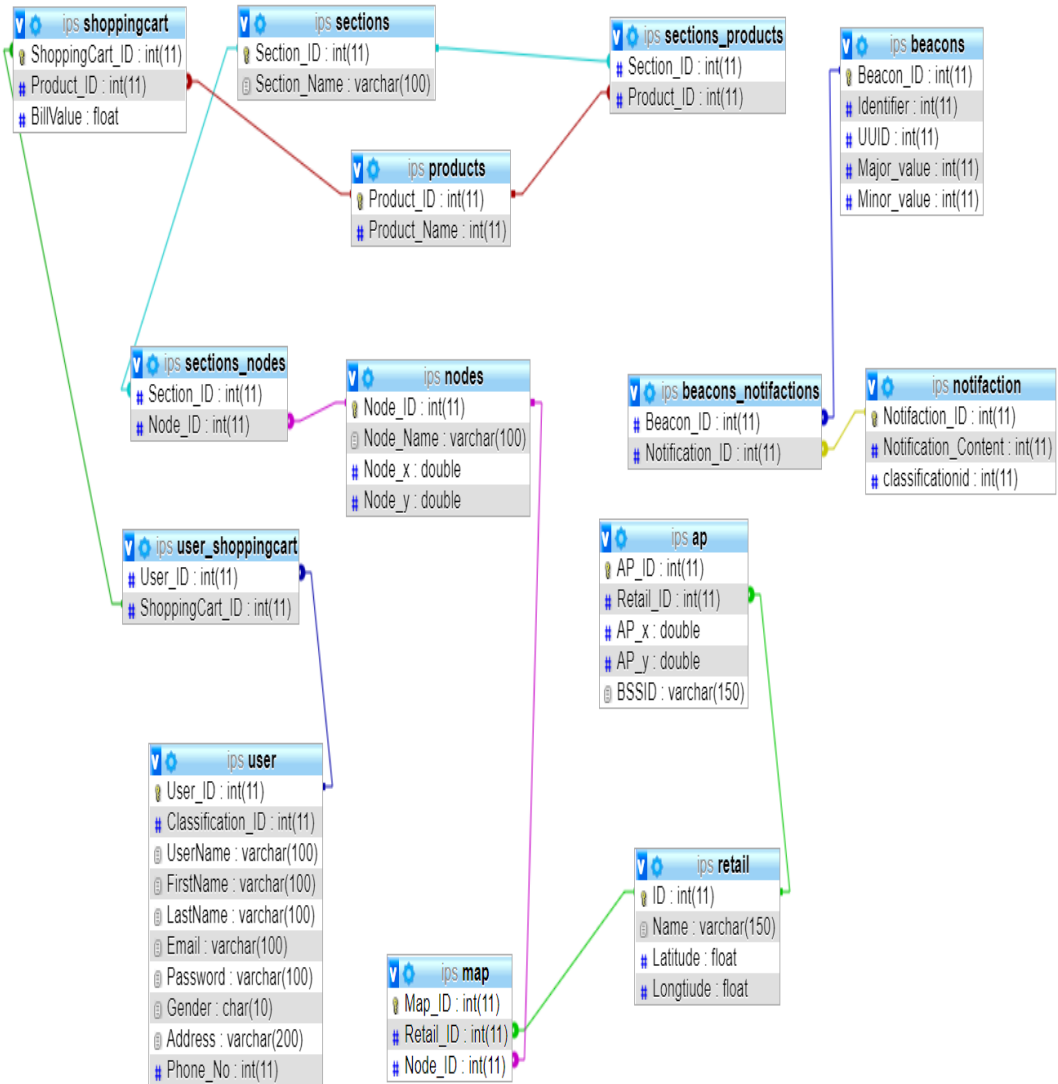 ips shoppingcart
ShoppingCart_ID : int(11)
Product_ID : int(11)
BillValue : float
ips sections
Section_ID : int(11)
Section_Name : varchar(100)
ips sections_products
Section_ID : int(11)
Product_ID : int(11)
ips beacons
Beacon_ID : int(11)
Identifier : int(11)
UUID : int(11)
Major_value : int(11)
Minor_value : int(11)
ips products
Product_ID : int(11)
Product_Name : int(11)
ips sections_nodes
Section_ID : int(11)
Node_ID : int(11)
ips nodes
Node_ID : int(11)
Node_Name : varchar(100)
Node_x : double
Node_y : double
ips beacons_notifactions
Beacon_ID : int(11)
Notification_ID : int(11)
ips notifaction
Notifaction_ID : int(11)
Notification_Content : int(11)
classificationid : int(11)
ips user_shoppingcart
User_ID : int(11)
ShoppingCart_ID : int(11)
ips ap
AP_ID : int(11)
Retail_ID : int(11)
AP_x : double
AP_y : double
BSSID : varchar(150)
ips user
User_ID : int(11)
Classification_ID : int(11)
UserName : varchar(100)
FirstName : varchar(100)
LastName : varchar(100)
Email : varchar(100)
Password : varchar(100)
Gender : char(10)
Address : varchar(200)
Phone_No : int(11)
ips retail
ID : int(11)
Name : varchar(150)
Latitude : float
Longtiude : float
ips map
Map_ID : int(11)
Retail_ID : int(11)
Node_ID : int(11)